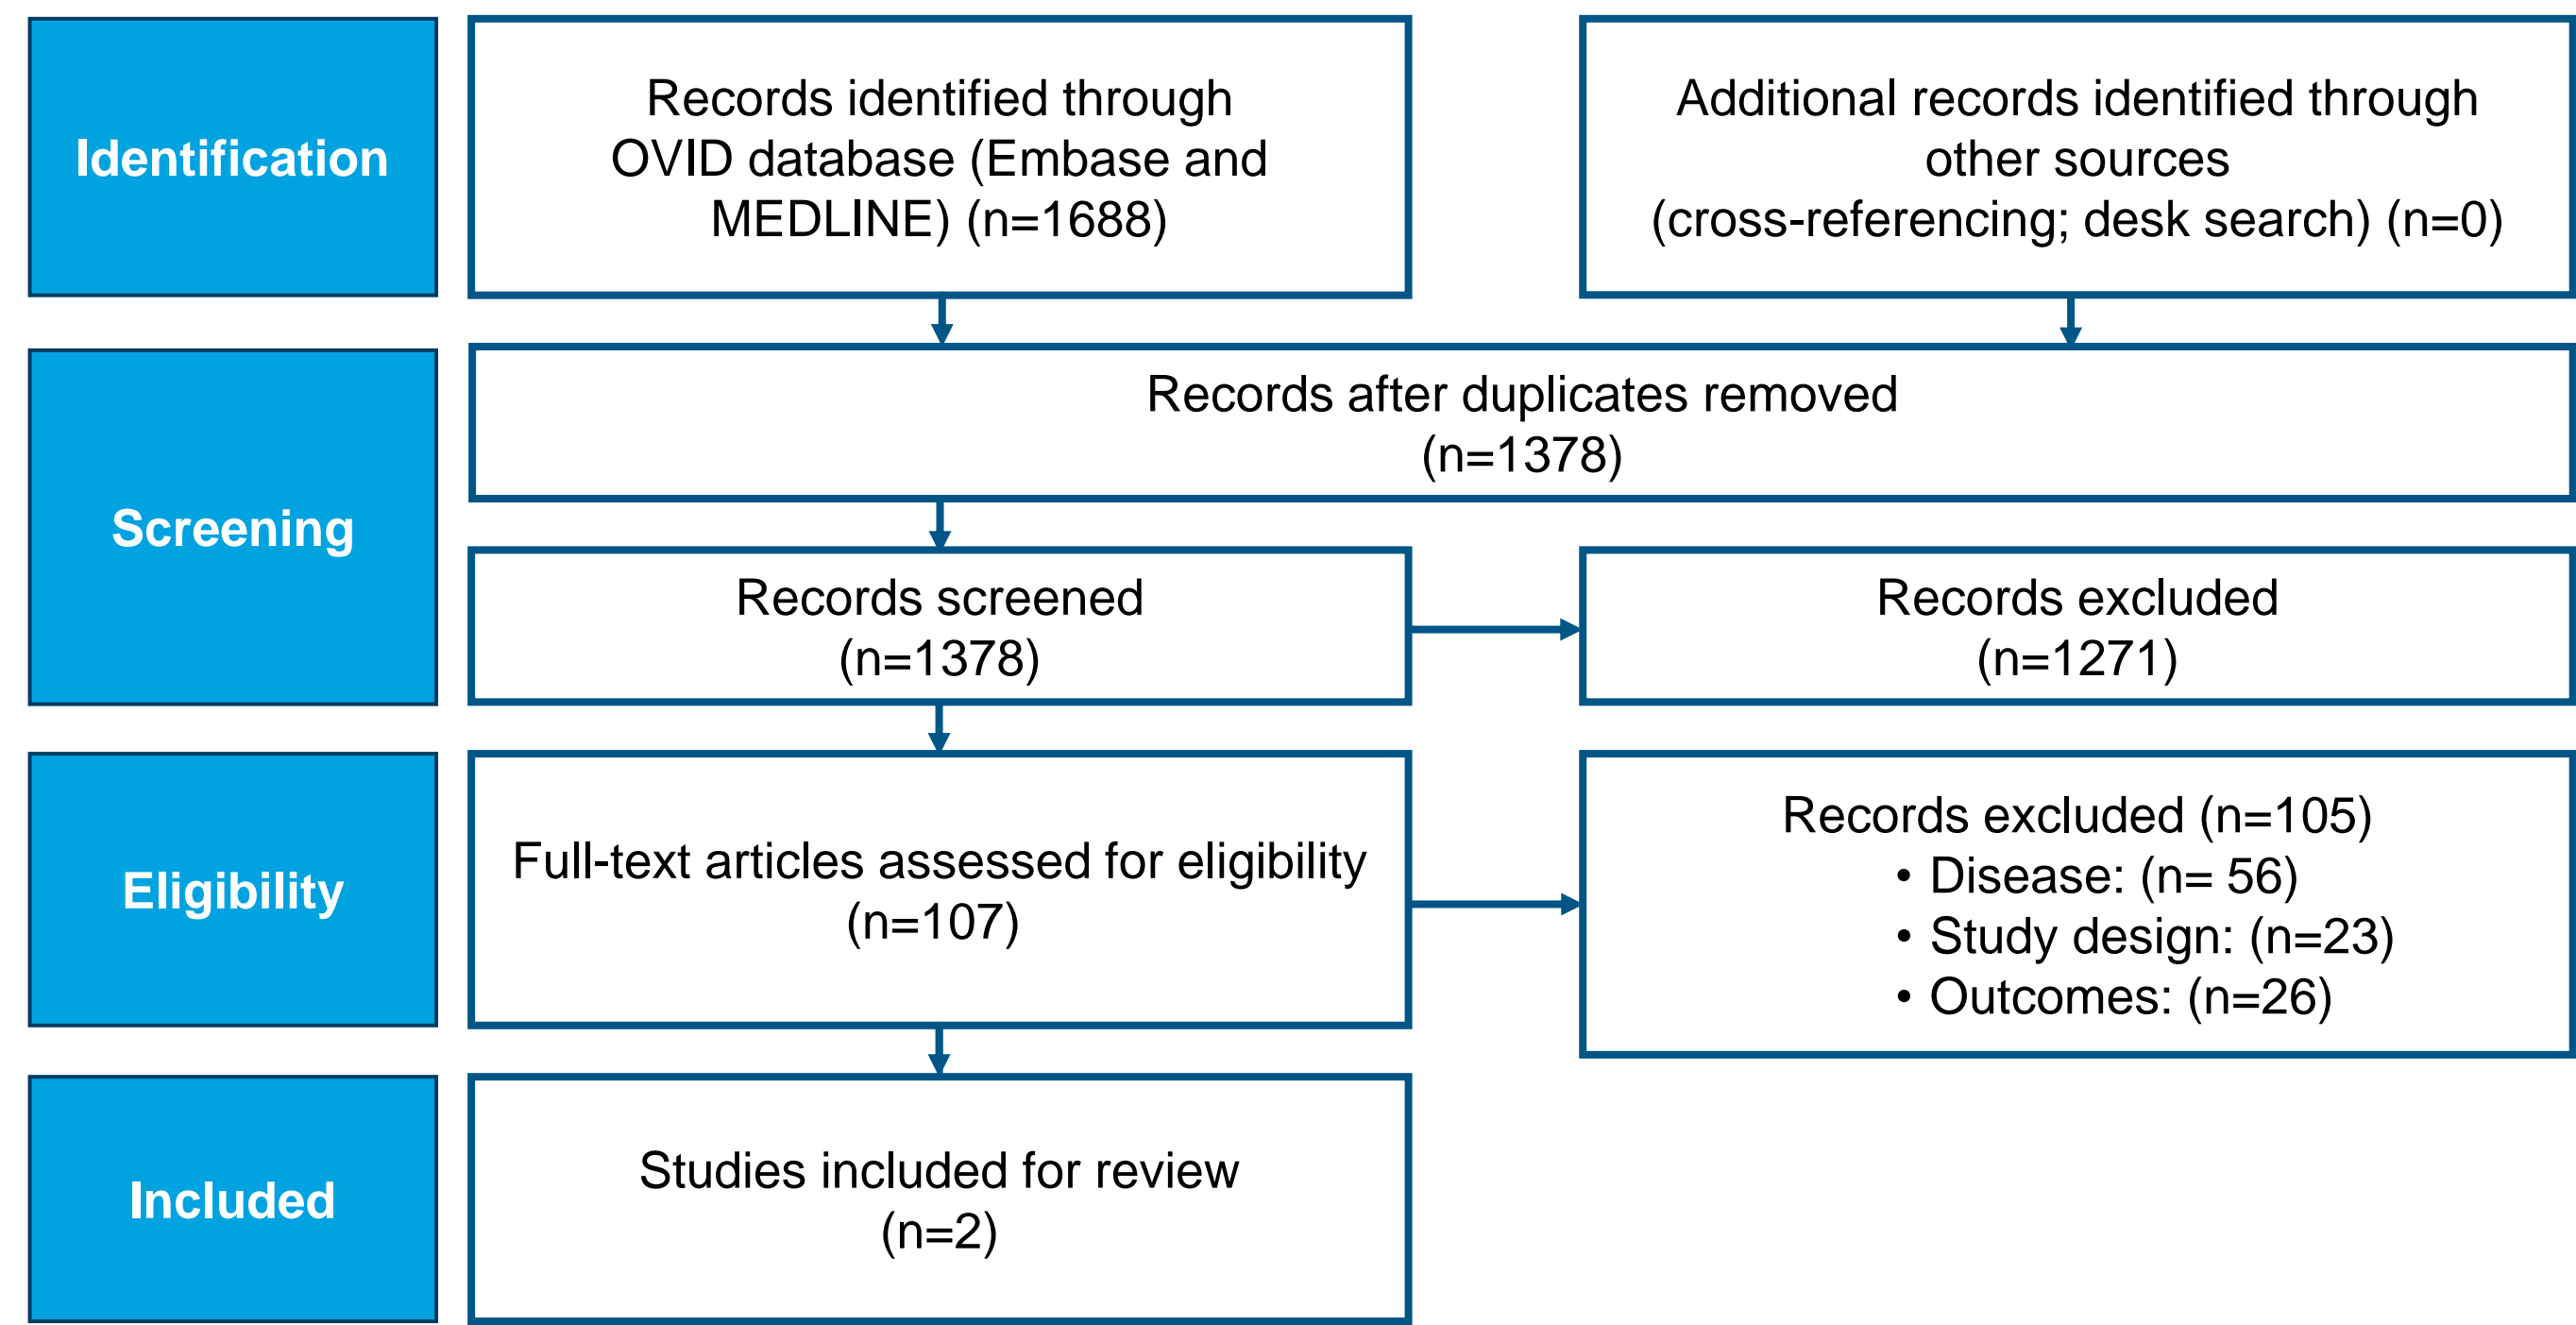 Identification
Records identified through
OVID database (Embase and
MEDLINE) (n=1688)
Additional records identified through
other sources
(cross-referencing; desk search) (n=0)
Screening
Records after duplicates removed
(n=1378)
Records screened
(n=1378)
Records excluded
(n=1271)
Eligibility
Full-text articles assessed for eligibility
(n=107)
Records excluded (n=105)
• Disease: (n= 56)
• Study design: (n=23)
• Outcomes: (n=26)
Included
Studies included for review
(n=2)